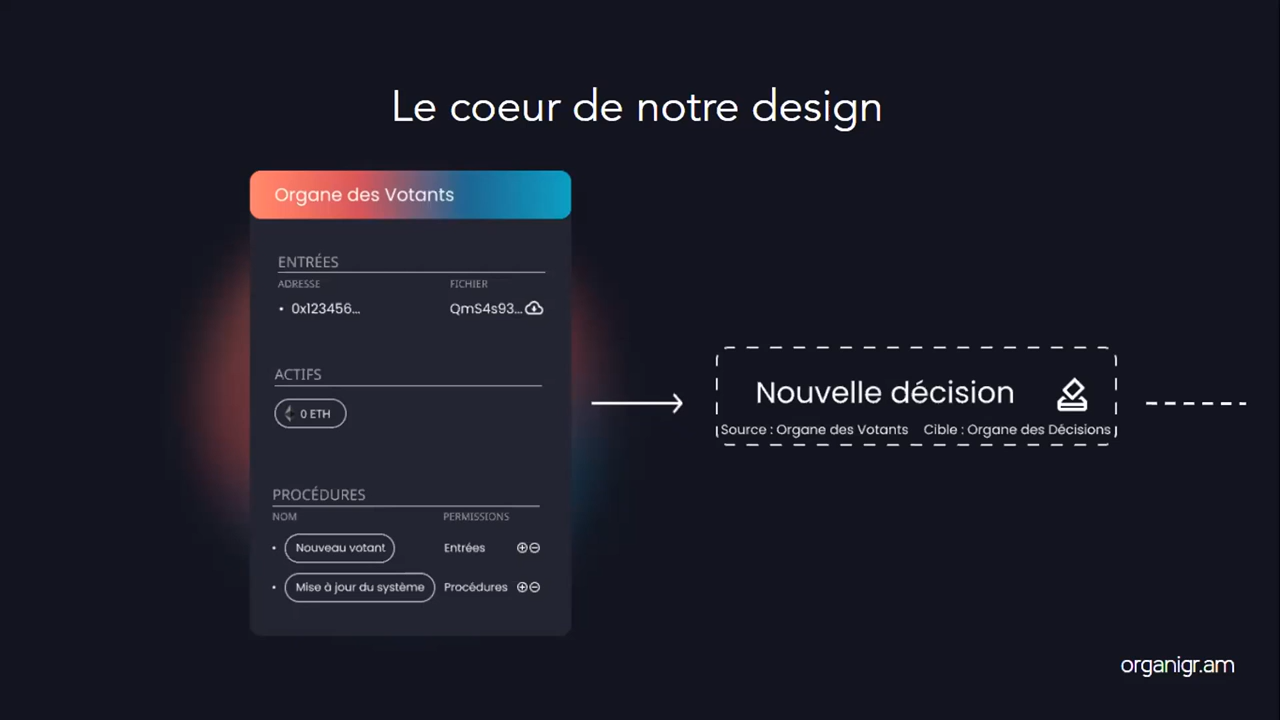 Le coeur de notre design
Organe des Votants
ENTRÉES
ADRESSE FICHIER
• 0x123456... QmS4s93...
ACTIFS
0 ETH
PROCÉDURES
NOM PERMISSIONS
• Nouveau votant Entrées
• Mise à jour du système Procédures
Nouvelle décision
Source : Organe des Votants Cible : Organe des Décisions
organigr.am